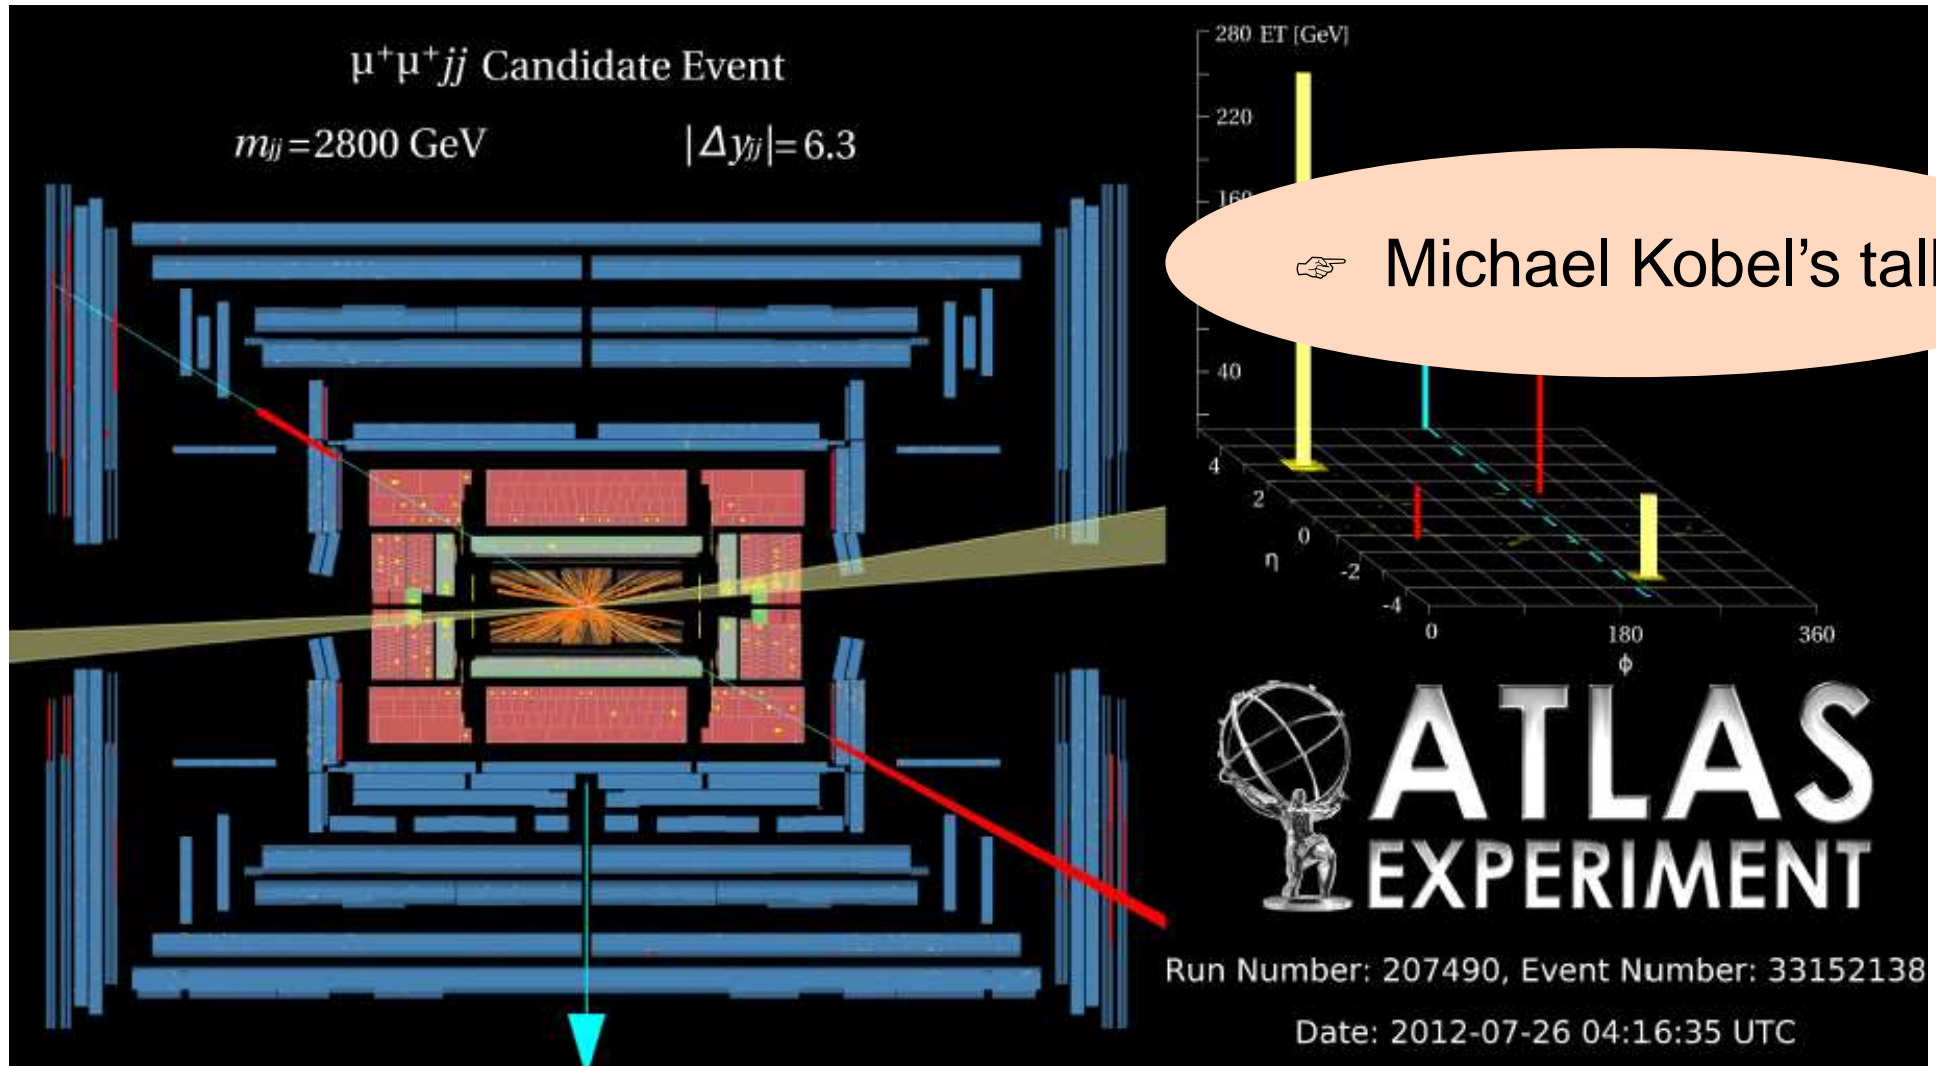 μ⁺μ⁺jj Candidate Event
mjj=2800 GeV |Δyjj|=6.3
280 ET [GeV]
220
☞ Michael Kobel's
40
4
2
0
-2
-4
η
0 180 360
ϕ
ATLAS
EXPERIMENT
Run Number: 207490, Event Number: 33152138
Date: 2012-07-26 04:16:35 UTC